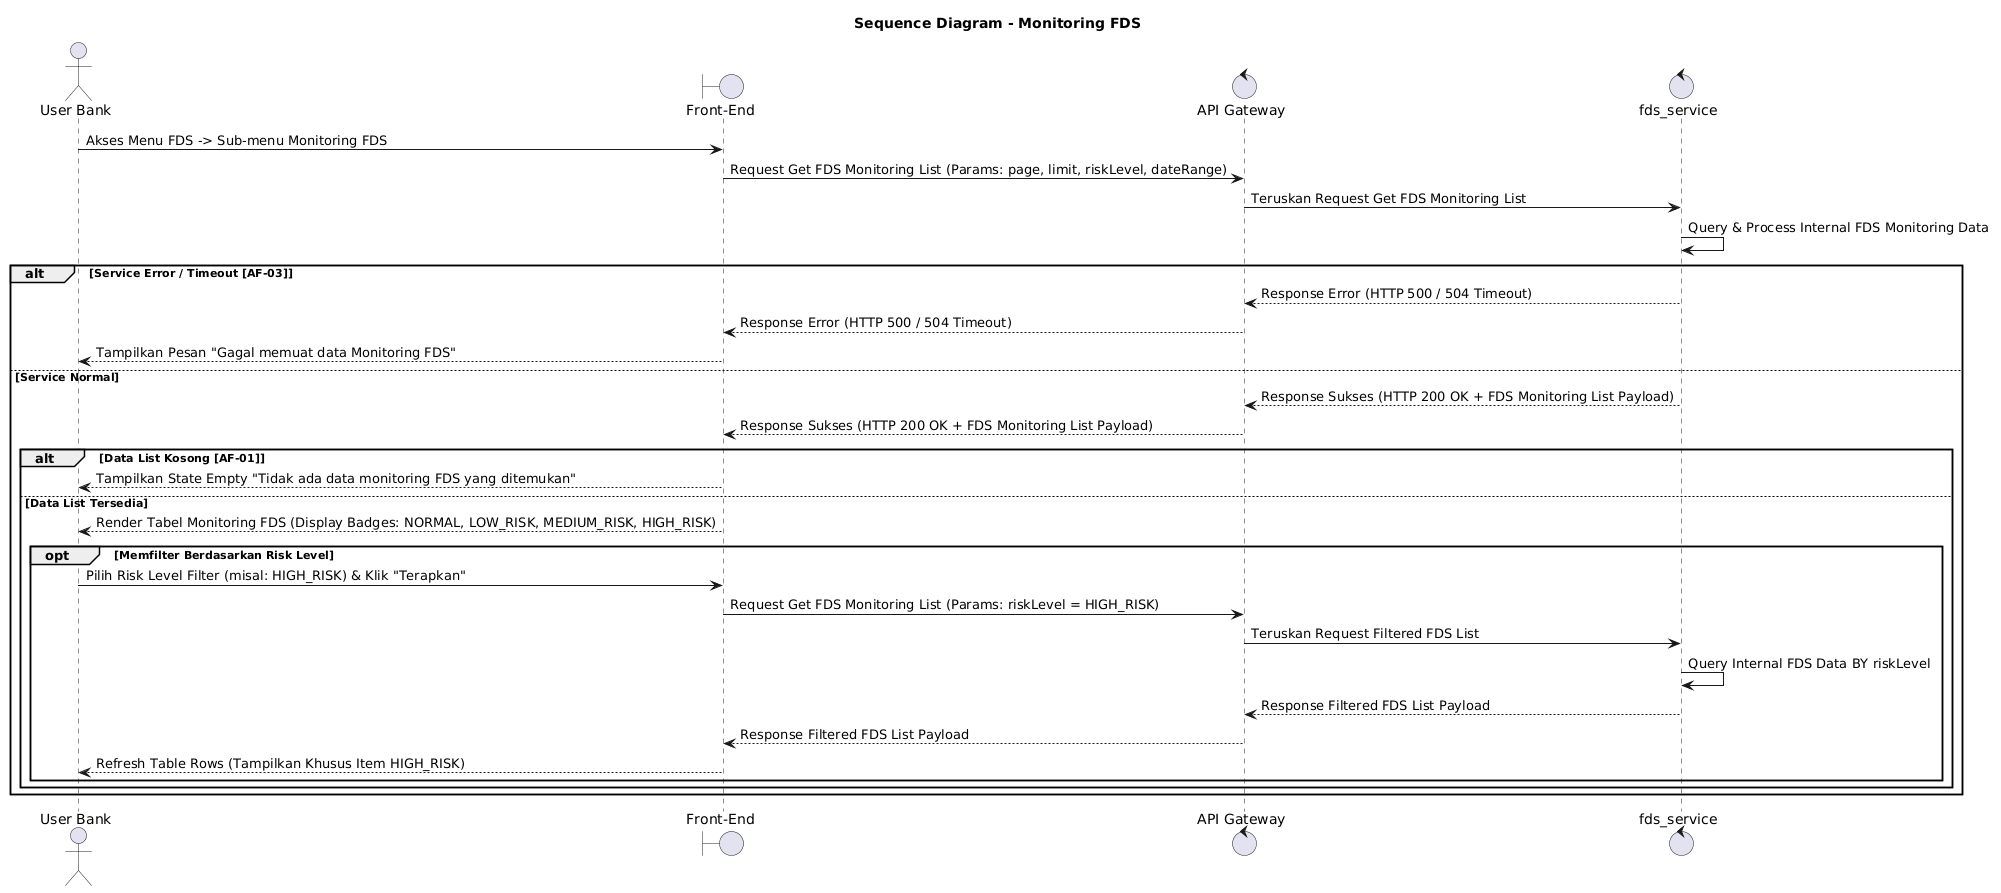 Sequence Diagram - Monitoring FDS
User Bank
Front-End
API Gateway
fds_service
Akses Menu FDS -> Sub-menu Monitoring FDS
Request Get FDS Monitoring List (Params: page, limit, riskLevel, dateRange)
Teruskan Request Get FDS Monitoring List
Query & Process Internal FDS Monitoring Data
alt
[Service Error / Timeout [AF-03]]
Response Error (HTTP 500 / 504 Timeout)
Response Error (HTTP 500 / 504 Timeout)
Tampilkan Pesan "Gagal memuat data Monitoring FDS"
[Service Normal]
Response Sukses (HTTP 200 OK + FDS Monitoring List Payload)
Response Sukses (HTTP 200 OK + FDS Monitoring List Payload)
alt
[Data List Kosong [AF-01]]
Tampilkan State Empty "Tidak ada data monitoring FDS yang ditemukan"
[Data List Tersedia]
Render Tabel Monitoring FDS (Display Badges: NORMAL, LOW_RISK, MEDIUM_RISK, HIGH_RISK)
opt
[Memfilter Berdasarkan Risk Level]
Pilih Risk Level Filter (misal: HIGH_RISK) & Klik "Terapkan"
Request Get FDS Monitoring List (Params: riskLevel = HIGH_RISK)
Teruskan Request Filtered FDS List
Query Internal FDS Data BY riskLevel
Response Filtered FDS List Payload
Response Filtered FDS List Payload
Refresh Table Rows (Tampilkan Khusus Item HIGH_RISK)
User Bank
Front-End
API Gateway
fds_service